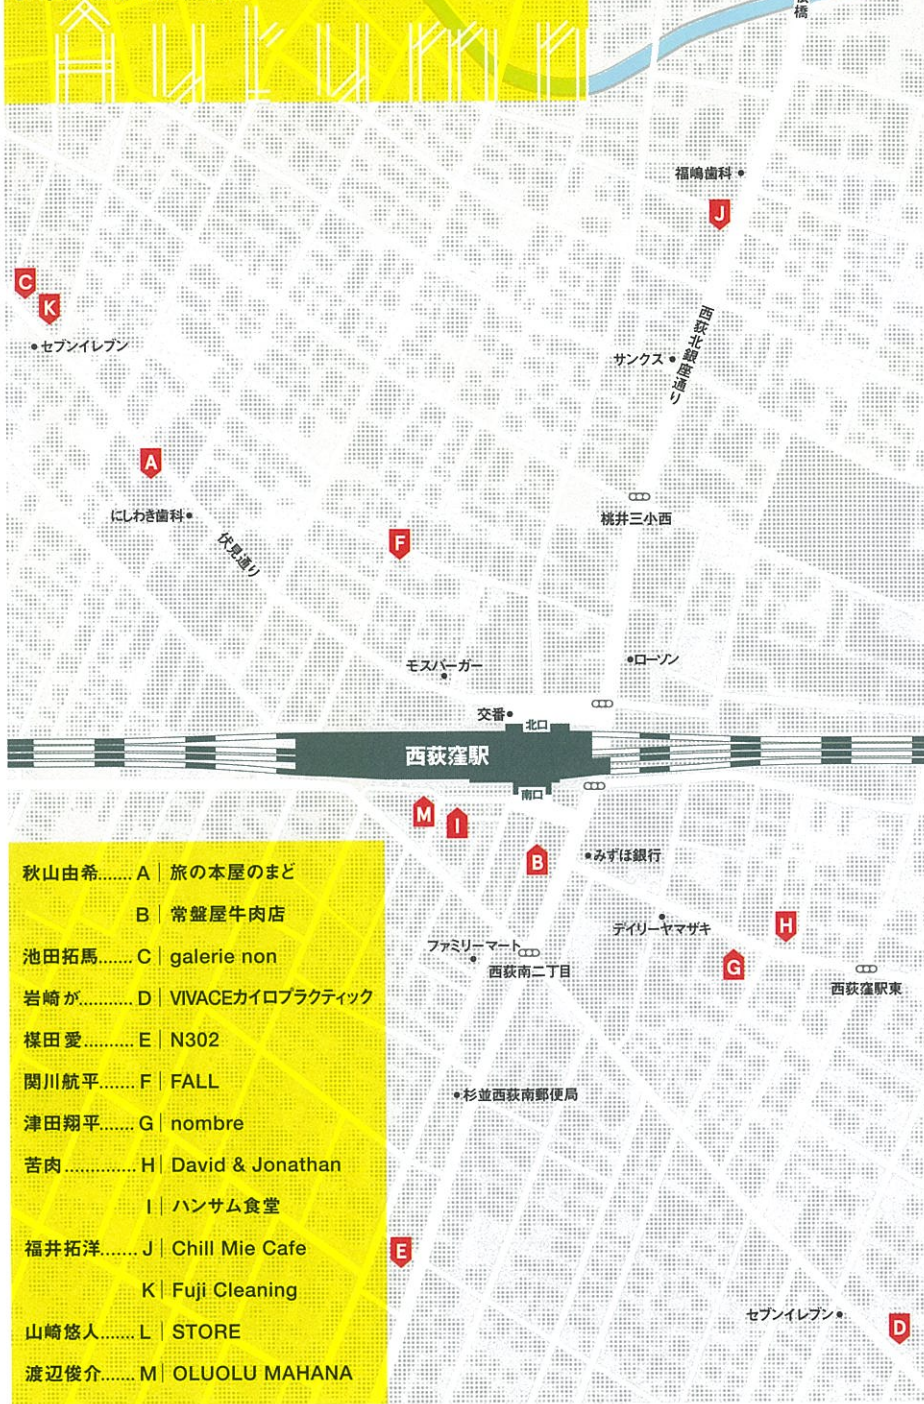 橋
福嶋歯科
J
C
K
セブンイレブン
西荻北銀座通り
サンクス
A
にしわき歯科
伏見通り
F
桃井三小西
モスバーガー
ローソン
交番
北口
西荻窪駅
南口
M
I
B
みずほ銀行
デイリーヤマザキ
H
G
ファミリーマート
西荻南二丁目
西荻窪駅東
杉並西荻南郵便局
E
セブンイレブン
D
秋山由希.......A | 旅の本屋のまど
B | 常盤屋牛肉店
池田拓馬.......C | galerie non
岩崎が...........D | VIVACEカイロプラクティック
楳田愛..........E | N302
関川航平.......F | FALL
津田翔平.......G | nombre
苦肉..............H | David & Jonathan
I | ハンサム食堂
福井拓洋.......J | Chill Mie Cafe
K | Fuji Cleaning
山崎悠人.......L | STORE
渡辺俊介.......M | OLUOLU MAHANA